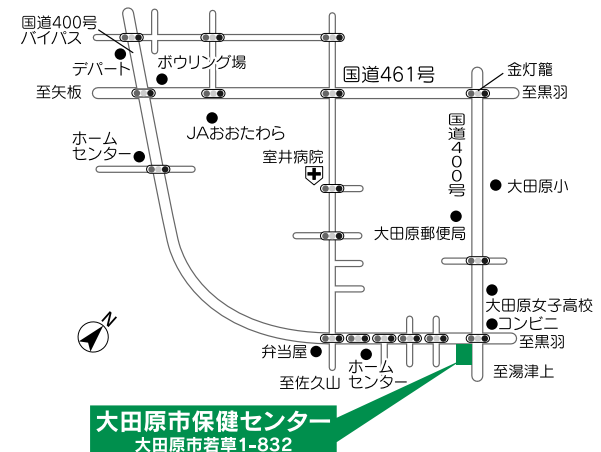 国道400号
バイパス
デパート
ボウリング場
国道461号
金灯籠
至矢板
至黒羽
JAおおたわら
国道400号
ホーム
センター
室井病院
大田原小
大田原郵便局
大田原女子高校
コンビニ
至黒羽
N
弁当屋
ホーム
センター
至佐久山
至湯津上
大田原市保健センター
大田原市若草1-832